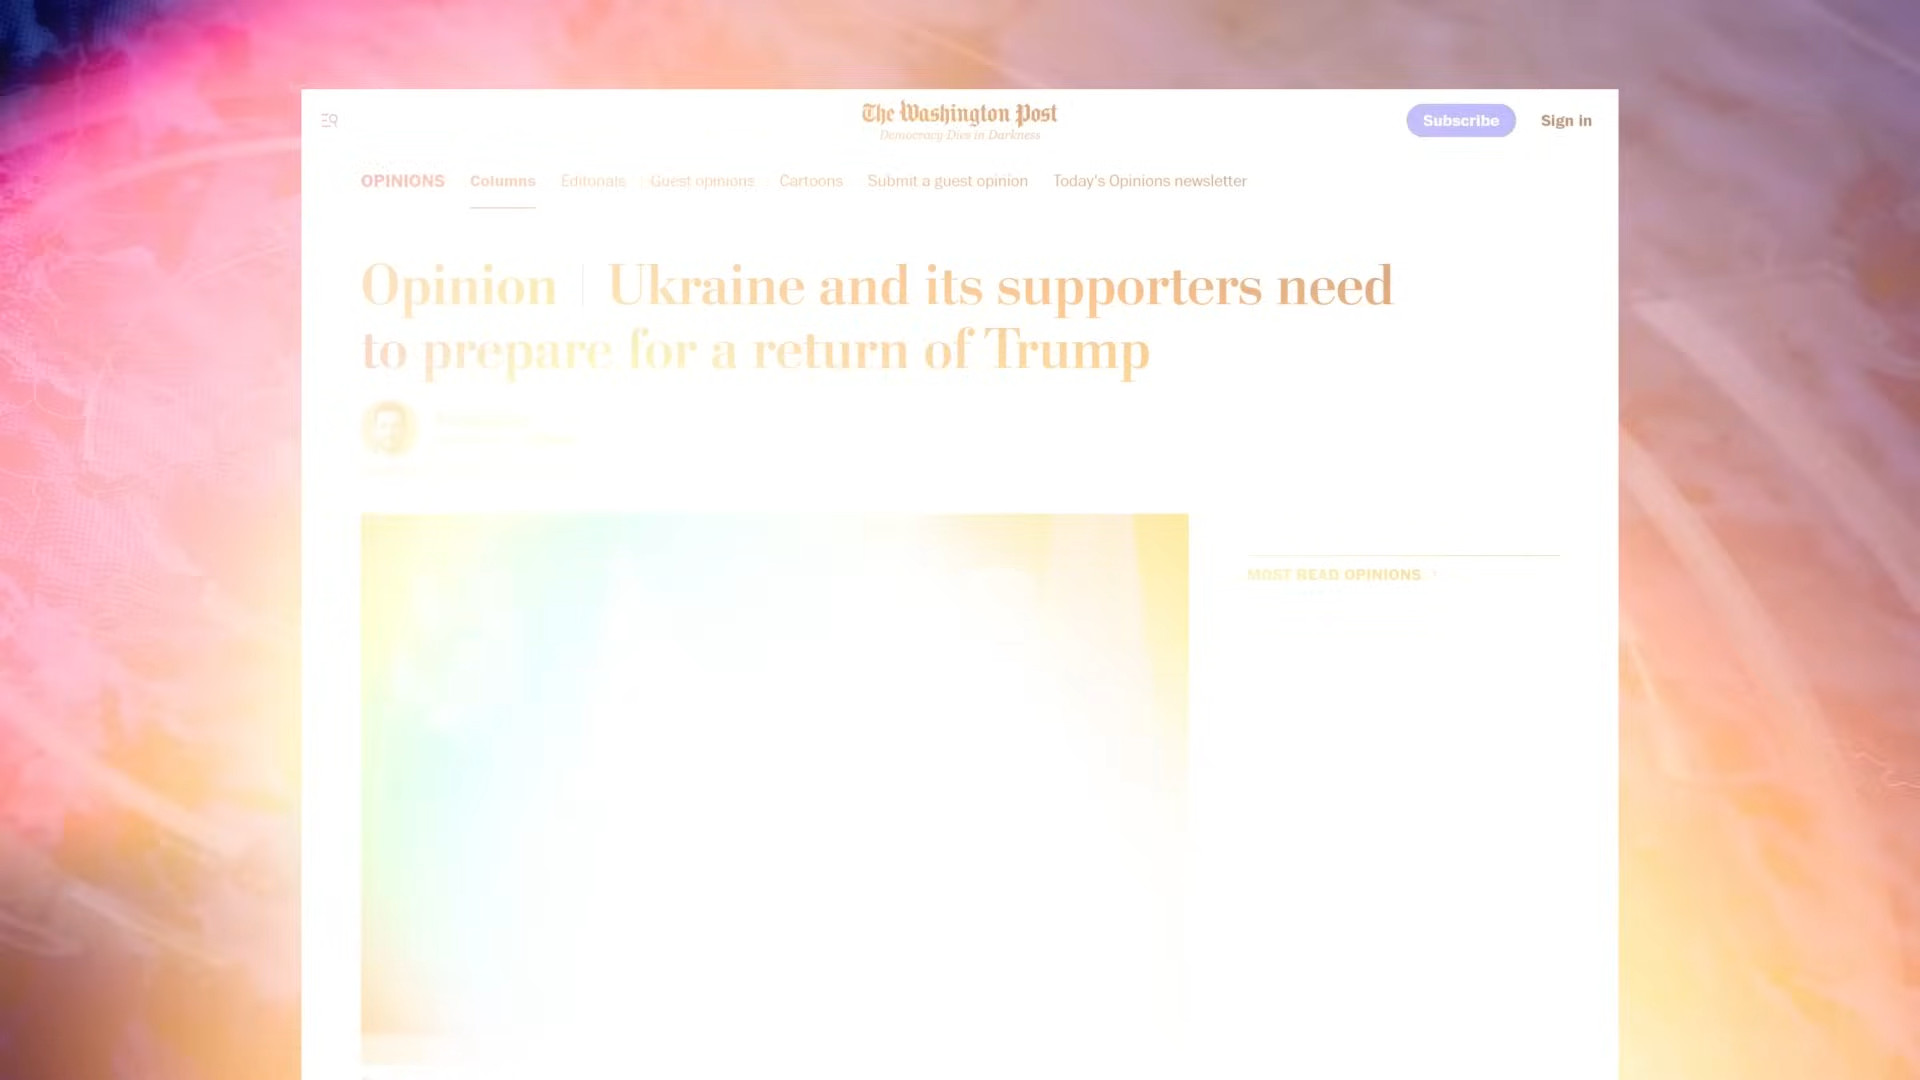 The Washington Post
Democracy Dies in Darkness
Subscribe
Sign in
OPINIONS Columns Editorials Guest opinions Cartoons Submit a guest opinion Today's Opinions newsletter
Opinion | Ukraine and its supporters need
to prepare for a return of Trump
MOST READ OPINIONS